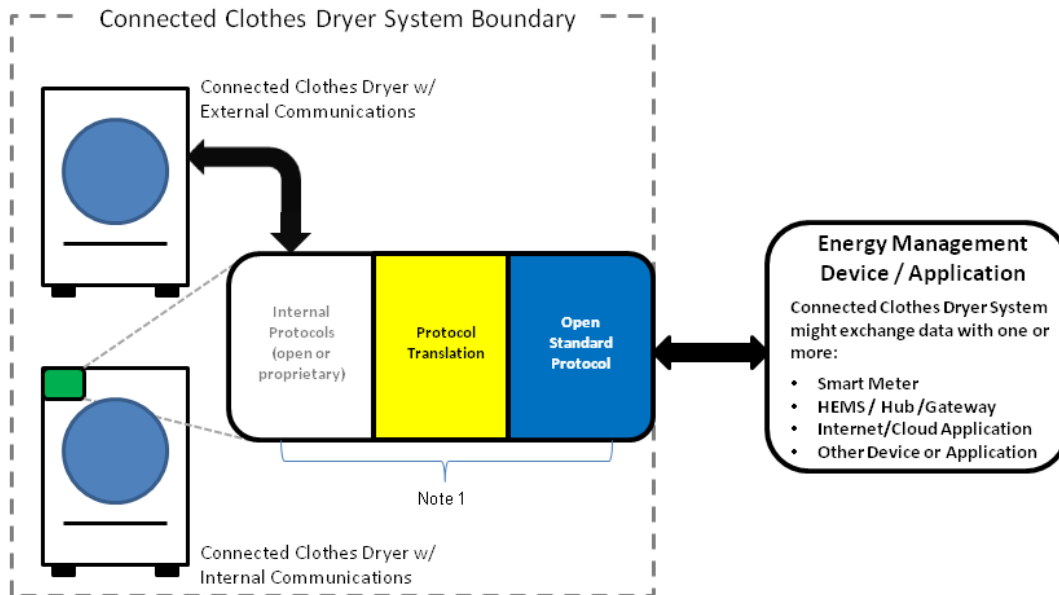 Connected Clothes Dryer System Boundary
Connected Clothes Dryer w/
External Communications
Internal
Protocols
(open or
proprietary)
Protocol
Translation
Open
Standard
Protocol
Note 1
Connected Clothes Dryer w/
Internal Communications
Energy Management
Device / Application
Connected Clothes Dryer System
might exchange data with one or
more:
• Smart Meter
• HEMS / Hub /Gateway
• Internet/Cloud Application
• Other Device or Application